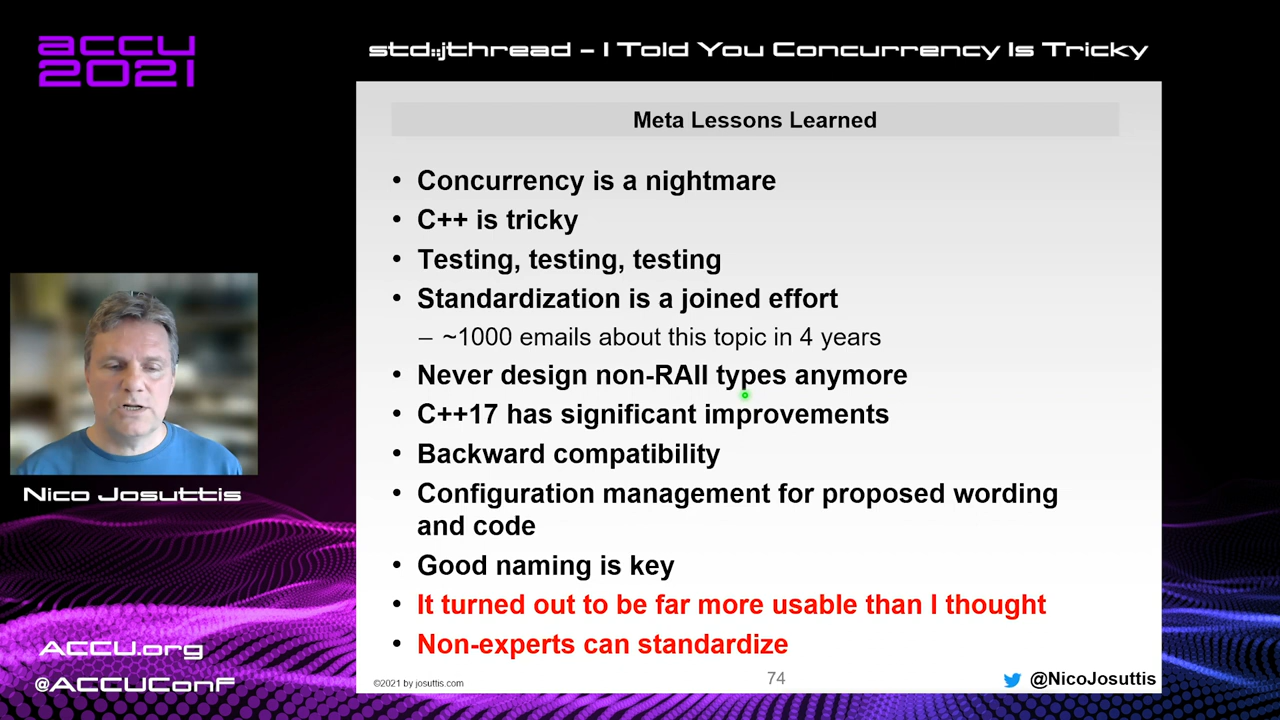 accu
2021
std::jthread – I Told You Concurrency Is Tricky
Meta Lessons Learned
• Concurrency is a nightmare
• C++ is tricky
• Testing, testing, testing
• Standardization is a joined effort
– ~1000 emails about this topic in 4 years
• Never design non-RAII types anymore
• C++17 has significant improvements
• Backward compatibility
• Configuration management for proposed wording
and code
• Good naming is key
• It turned out to be far more usable than I thought
• Non-experts can standardize
©2021 by josuttis.com
74
@NicoJosuttis
Nico Josuttis
ACCU.org
@ACCUConf